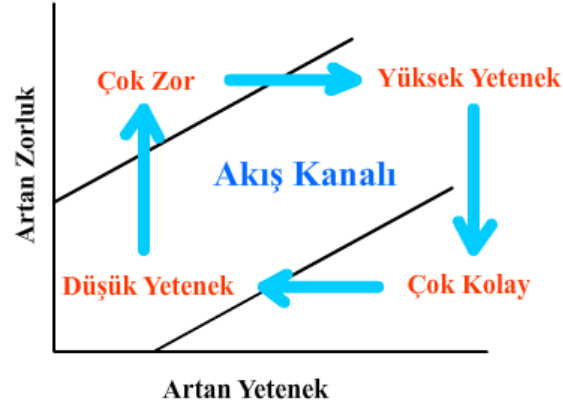 Çok Zor
Yüksek Yetenek
Artan Zorluk
Akış Kanalı
Düşük Yetenek
Çok Kolay
Artan Yetenek